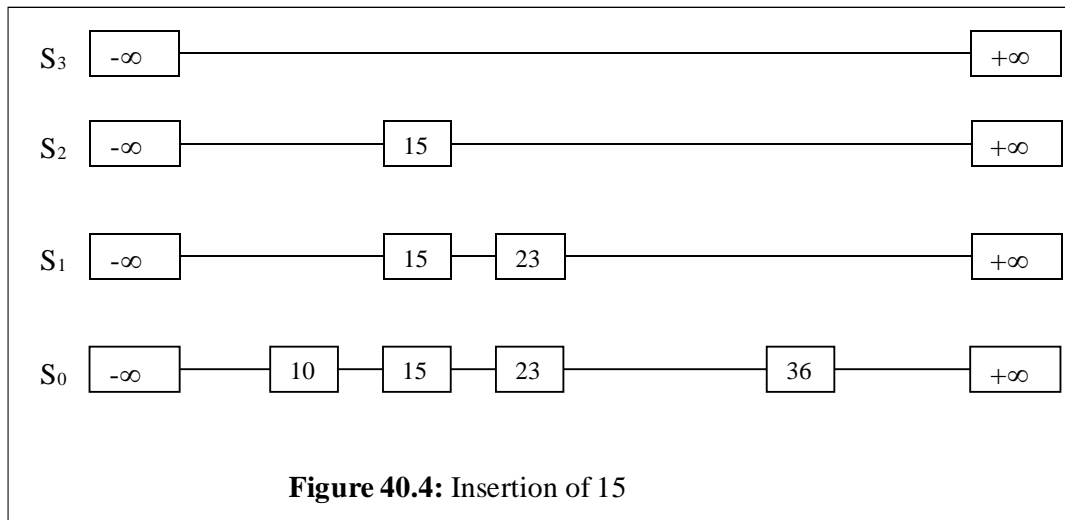 S₃ -∞ +∞
S₂ -∞ 15 +∞
S₁ -∞ 15 23 +∞
S₀ -∞ 10 15 23 36 +∞
Figure 40.4: Insertion of 15